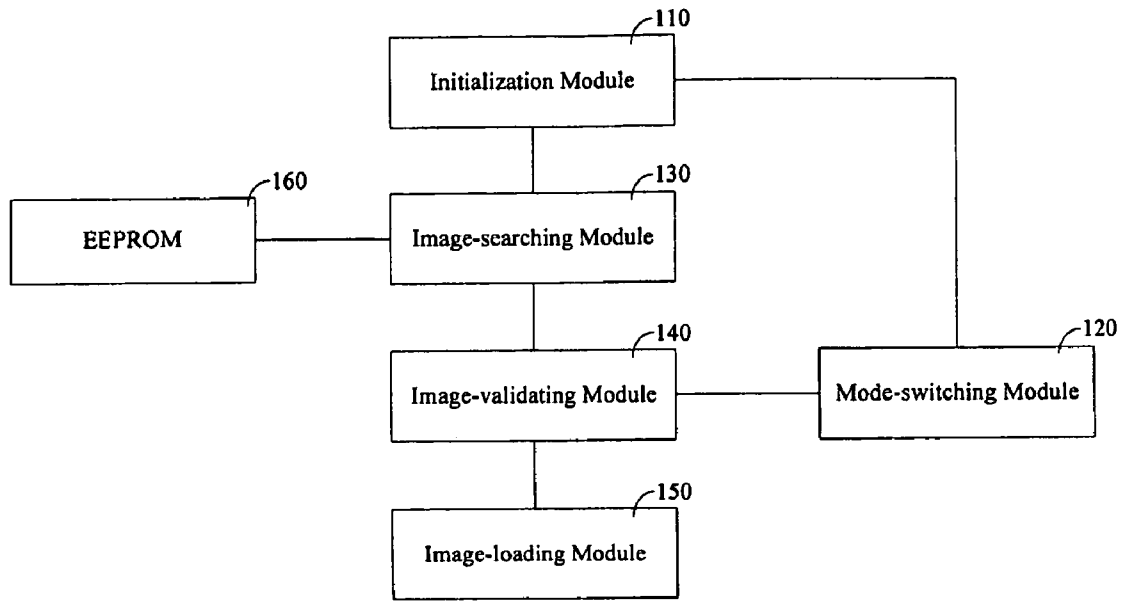 110
Initialization Module
130
160
EEPROM
Image-searching Module
140
120
Image-validating Module
Mode-switching Module
150
Image-loading Module